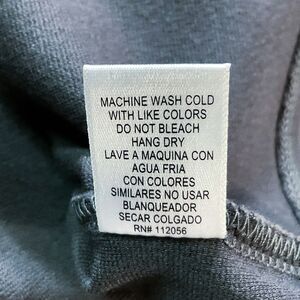 MACHINE WASH COLD
WITH LIKE COLORS
DO NOT BLEACH
HANG DRY
LAVE A MAQUINA CON
AGUA FRIA
CON COLORES
SIMILARES NO USAR
BLANQUEADOR
SECAR COLGADO
RN# 112056